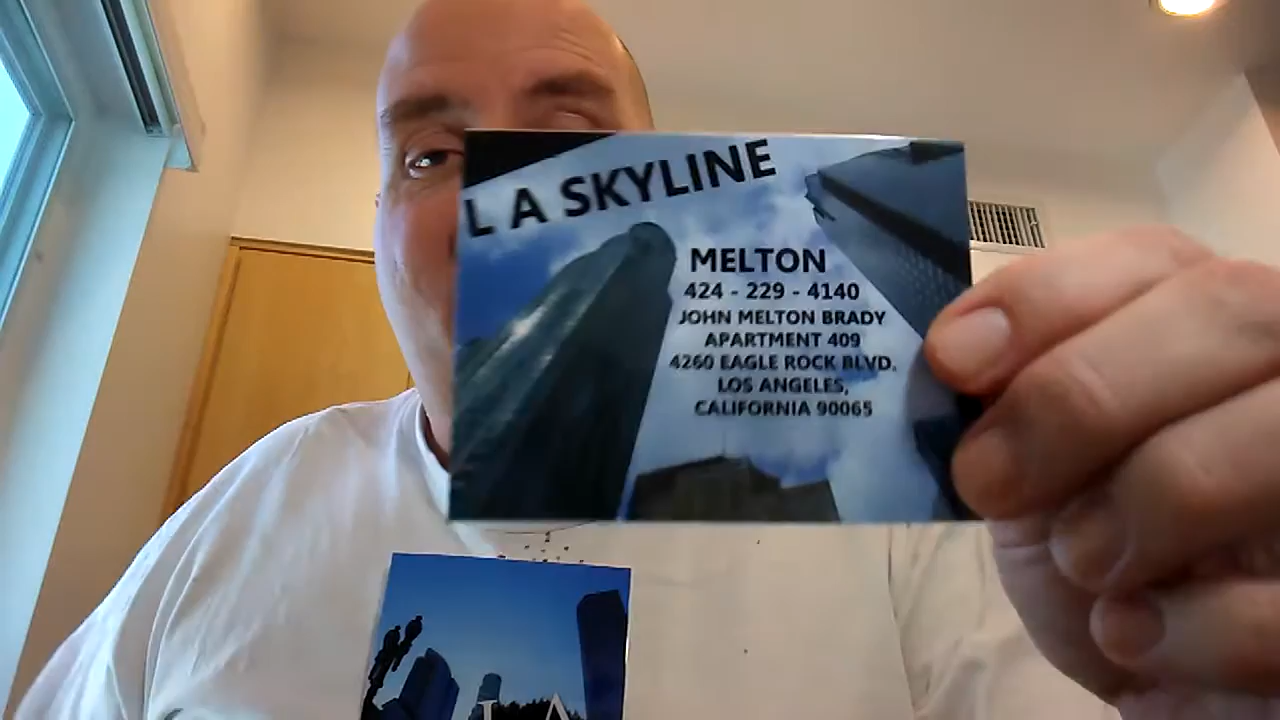 L A SKYLINE
MELTON
424 - 229 - 4140
JOHN MELTON BRADY
APARTMENT 409
4260 EAGLE ROCK BLVD.
LOS ANGELES,
CALIFORNIA 90065
L A